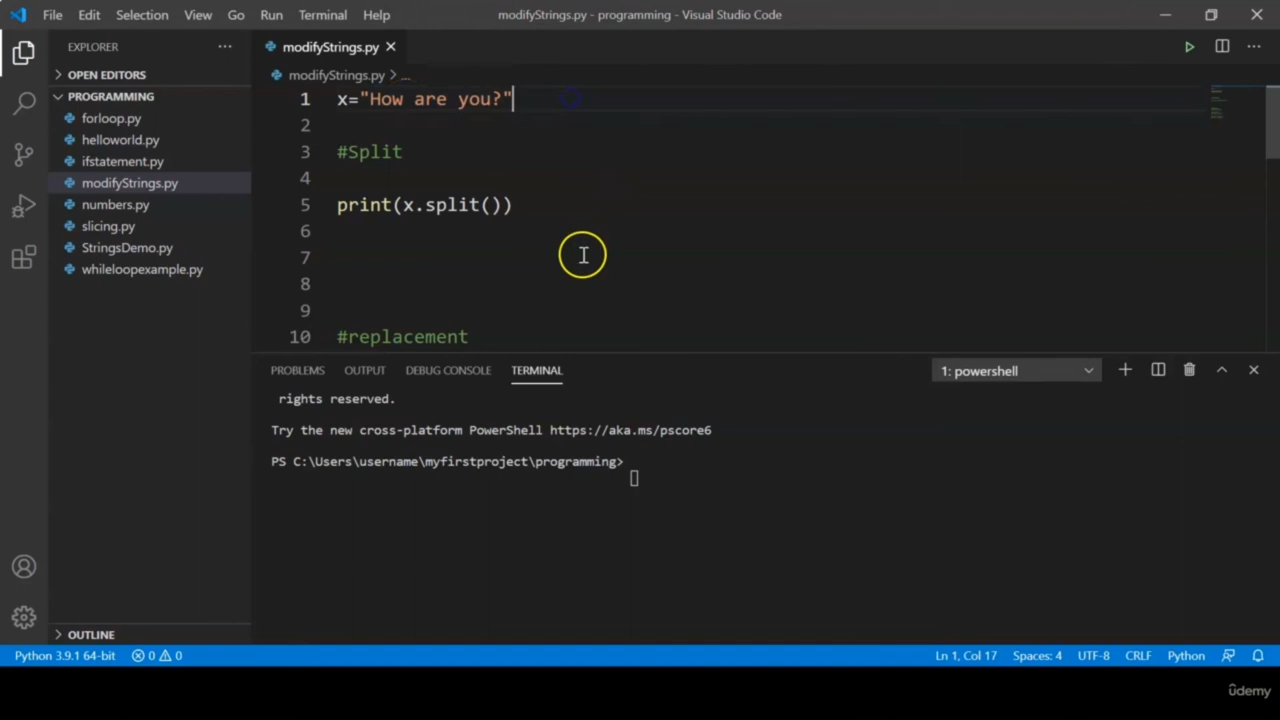 File Edit Selection View Go Run Terminal Help modifyStrings.py - programming - Visual Studio Code
EXPLORER ··· modifyStrings.py
OPEN EDITORS
PROGRAMMING
forloop.py
helloworld.py
ifstatement.py
modifyStrings.py
numbers.py
slicing.py
StringsDemo.py
whileloopexample.py
OUTLINE
modifyStrings.py > ...
1 x="How are you?"
2
3 #Split
4
5 print(x.split())
6
7
8
9
10 #replacement
PROBLEMS OUTPUT DEBUG CONSOLE TERMINAL 1: powershell
rights reserved.
Try the new cross-platform PowerShell https://aka.ms/pscore6
PS C:\Users\username\myfirstproject\programming>
Python 3.9.1 64-bit 0 0 Ln 1, Col 17 Spaces: 4 UTF-8 CRLF Python
ûdemy